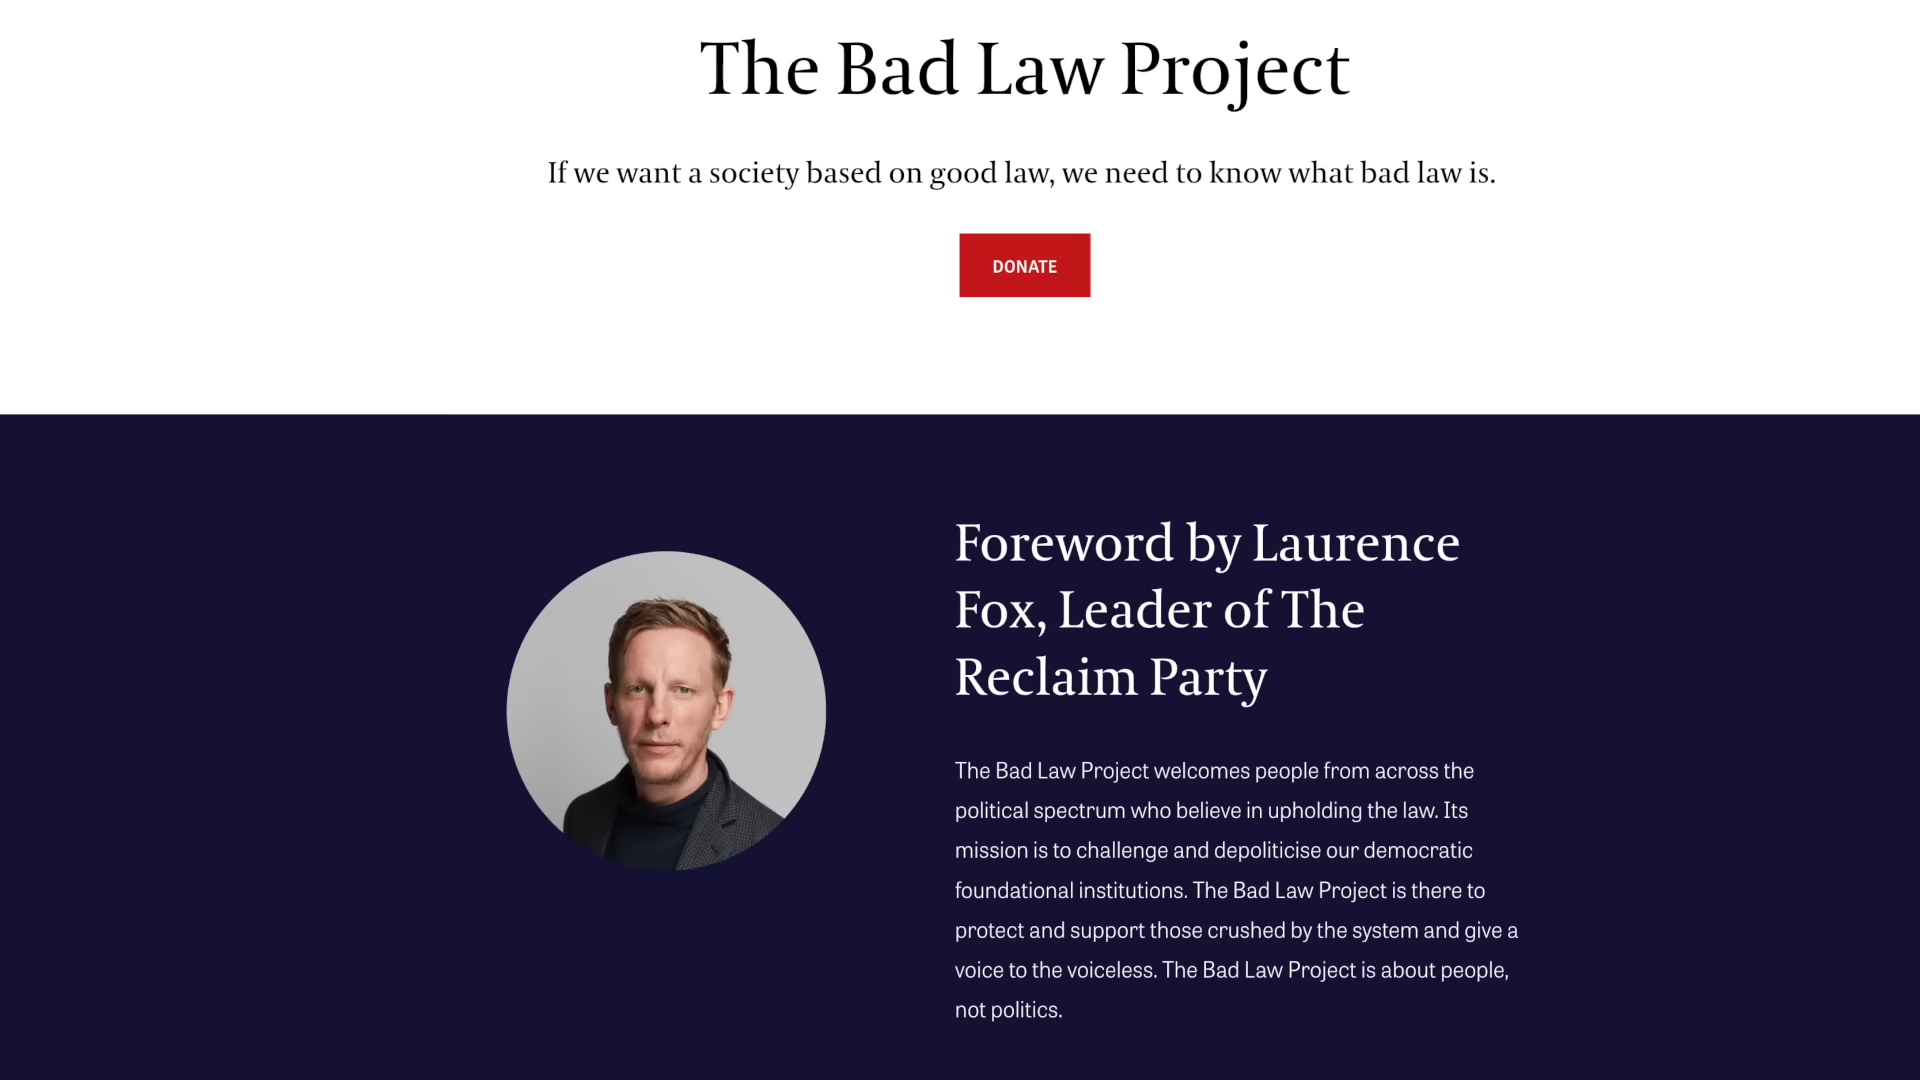 The Bad Law Project
If we want a society based on good law, we need to know what bad law is.
DONATE
Foreword by Laurence
Fox, Leader of The
Reclaim Party
The Bad Law Project welcomes people from across the
political spectrum who believe in upholding the law. Its
mission is to challenge and depoliticise our democratic
foundational institutions. The Bad Law Project is there to
protect and support those crushed by the system and give a
voice to the voiceless. The Bad Law Project is about people,
not politics.